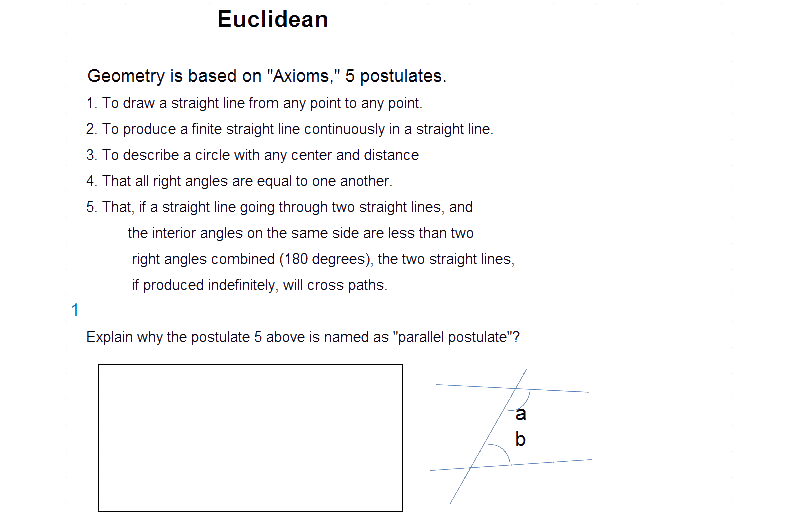 Euclidean
Geometry is based on "Axioms," 5 postulates.
1. To draw a straight line from any point to any point.
2. To produce a finite straight line continuously in a straight line.
3. To describe a circle with any center and distance
4. That all right angles are equal to one another.
5. That, if a straight line going through two straight lines, and
the interior angles on the same side are less than two
right angles combined (180 degrees), the two straight lines,
if produced indefinitely, will cross paths.
1
Explain why the postulate 5 above is named as "parallel postulate"?
a
b